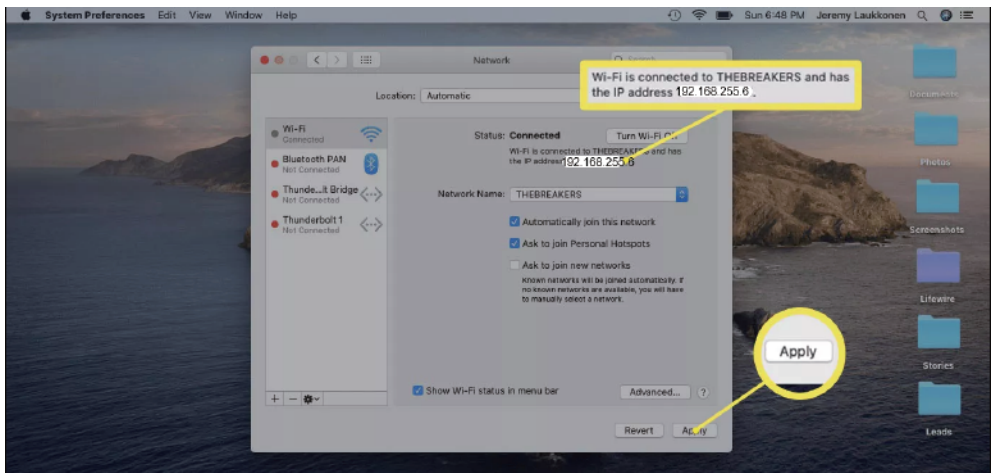 System Preferences Edit View Window Help Sun 6:48 PM Jeremy Laukkonen
Network
Search
Wi-Fi is connected to THEBREAKERS and has
the IP address 192.168.255.6.
Location: Automatic
Documents
Wi-Fi
Connected
Bluetooth PAN
Not Connected
Thunde...lt Bridge
Not Connected
Thunderbolt 1
Not Connected
Status: Connected
Turn Wi-Fi Off
Wi-Fi is connected to THEBREAKERS and has
the IP address 192.168.255.6
Network Name: THEBREAKERS
Automatically join this network
Ask to join Personal Hotspots
Ask to join new networks
Known networks will be joined automatically. If
no known networks are available, you will have
to manually select a network.
Photos
Screenshots
Lifewire
Stories
Leads
Apply
Show Wi-Fi status in menu bar
Advanced...
?
Revert
Apply